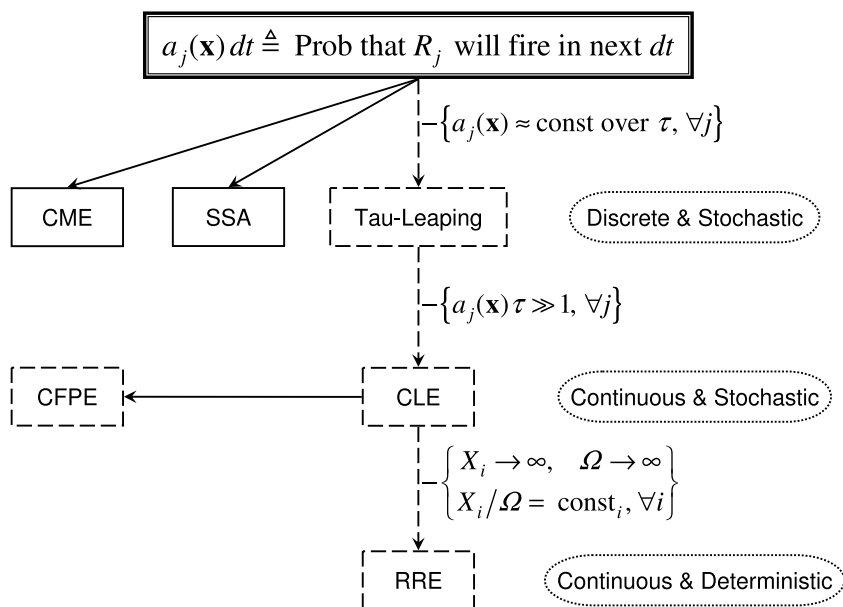 a_j(𝐱) dt ≜ Prob that R_j will fire in next dt
{a_j(𝐱) ≈ const over τ, ∀j}
CME SSA Tau-Leaping Discrete & Stochastic
{a_j(𝐱) τ ≫ 1, ∀j}
CFPE CLE Continuous & Stochastic
X_i → ∞, Ω → ∞
X_i/Ω = const_i, ∀i
RRE Continuous & Deterministic